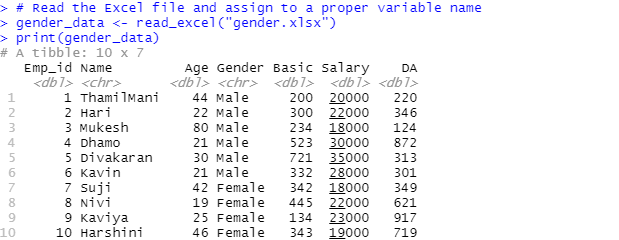 > # Read the Excel file and assign to a proper variable name
> gender_data <- read_excel("gender.xlsx")
> print(gender_data)
# A tibble: 10 x 7
Emp_id Name Age Gender Basic Salary DA
<dbl> <chr> <dbl> <chr> <dbl> <dbl> <dbl>
1 1 ThamilMani 44 Male 200 20000 220
2 2 Hari 22 Male 300 22000 346
3 3 Mukesh 80 Male 234 18000 124
4 4 Dhamo 21 Male 523 30000 872
5 5 Divakaran 30 Male 721 35000 313
6 6 Kavin 21 Male 332 28000 301
7 7 Suji 42 Female 342 18000 349
8 8 Nivi 19 Female 445 22000 621
9 9 Kaviya 25 Female 134 23000 917
10 10 Harshini 46 Female 343 19000 719